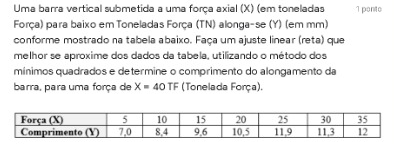 Uma barra vertical submetida a uma força axial (X) (em toneladas
1 ponto
Força) para baixo em Toneladas Força (TN) alonga-se (Y) (em mm)
conforme mostrado na tabela abaixo. Faça um ajuste linear (reta) que
melhor se aproxime dos dados da tabela, utilizando o método dos
mínimos quadrados e determine o comprimento do alongamento da
barra, para uma força de X = 40 TF (Tonelada Força).
Força (X) 5 10 15 20 25 30 35
Comprimento (Y) 7,0 8,4 9,6 10,5 11,9 11,3 12